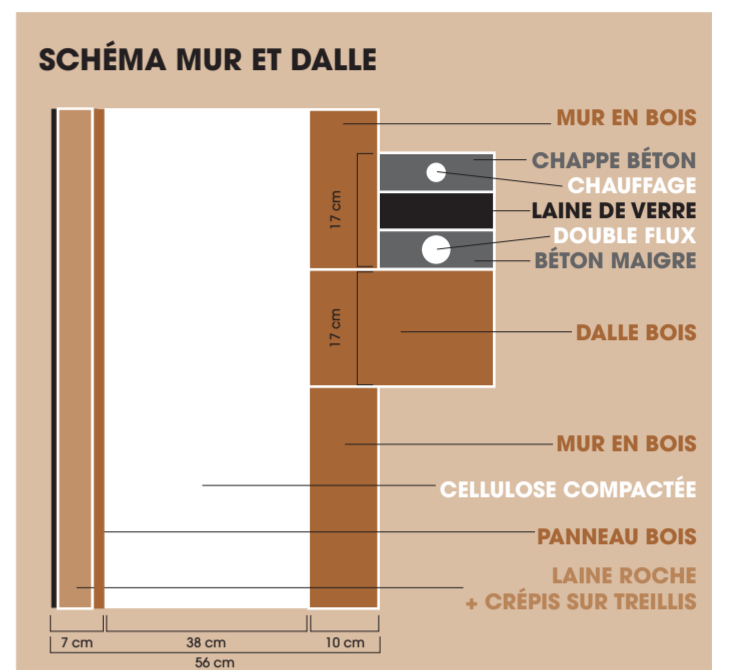 SCHÉMA MUR ET DALLE
MUR EN BOIS
CHAPPE BÉTON
CHAUFFAGE
LAINE DE VERRE
DOUBLE FLUX
BÉTON MAIGRE
17 cm
17 cm
DALLE BOIS
MUR EN BOIS
CELLULOSE COMPACTÉE
PANNEAU BOIS
LAINE ROCHE
+ CRÉPIS SUR TREILLIS
7 cm
38 cm
10 cm
56 cm